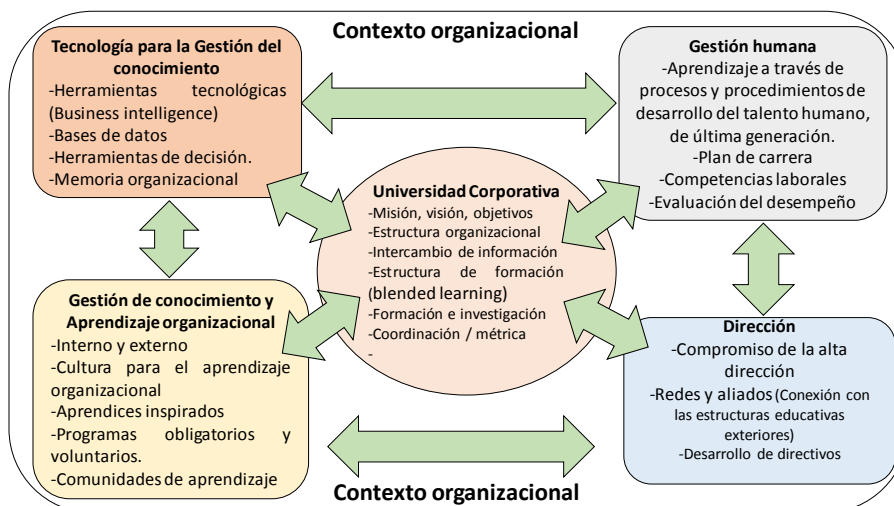 Contexto organizacional
Tecnología para la Gestión del
conocimiento
-Herramientas tecnológicas
(Business intelligence)
-Bases de datos
-Herramientas de decisión.
-Memoria organizacional
Gestión humana
-Aprendizaje a través de
procesos y procedimientos de
desarrollo del talento humano,
de última generación.
-Plan de carrera
-Competencias laborales
-Evaluación del desempeño
Universidad Corporativa
-Misión, visión, objetivos
-Estructura organizacional
-Intercambio de información
-Estructura de formación
(blended learning)
-Formación e investigación
-Coordinación / métrica
-
Gestión de conocimiento y
Aprendizaje organizacional
-Interno y externo
-Cultura para el aprendizaje
organizacional
-Aprendices inspirados
-Programas obligatorios y
voluntarios.
-Comunidades de aprendizaje
Dirección
-Compromiso de la alta
dirección
-Redes y aliados (Conexión con
las estructuras educativas
exteriores)
-Desarrollo de directivos
Contexto organizacional